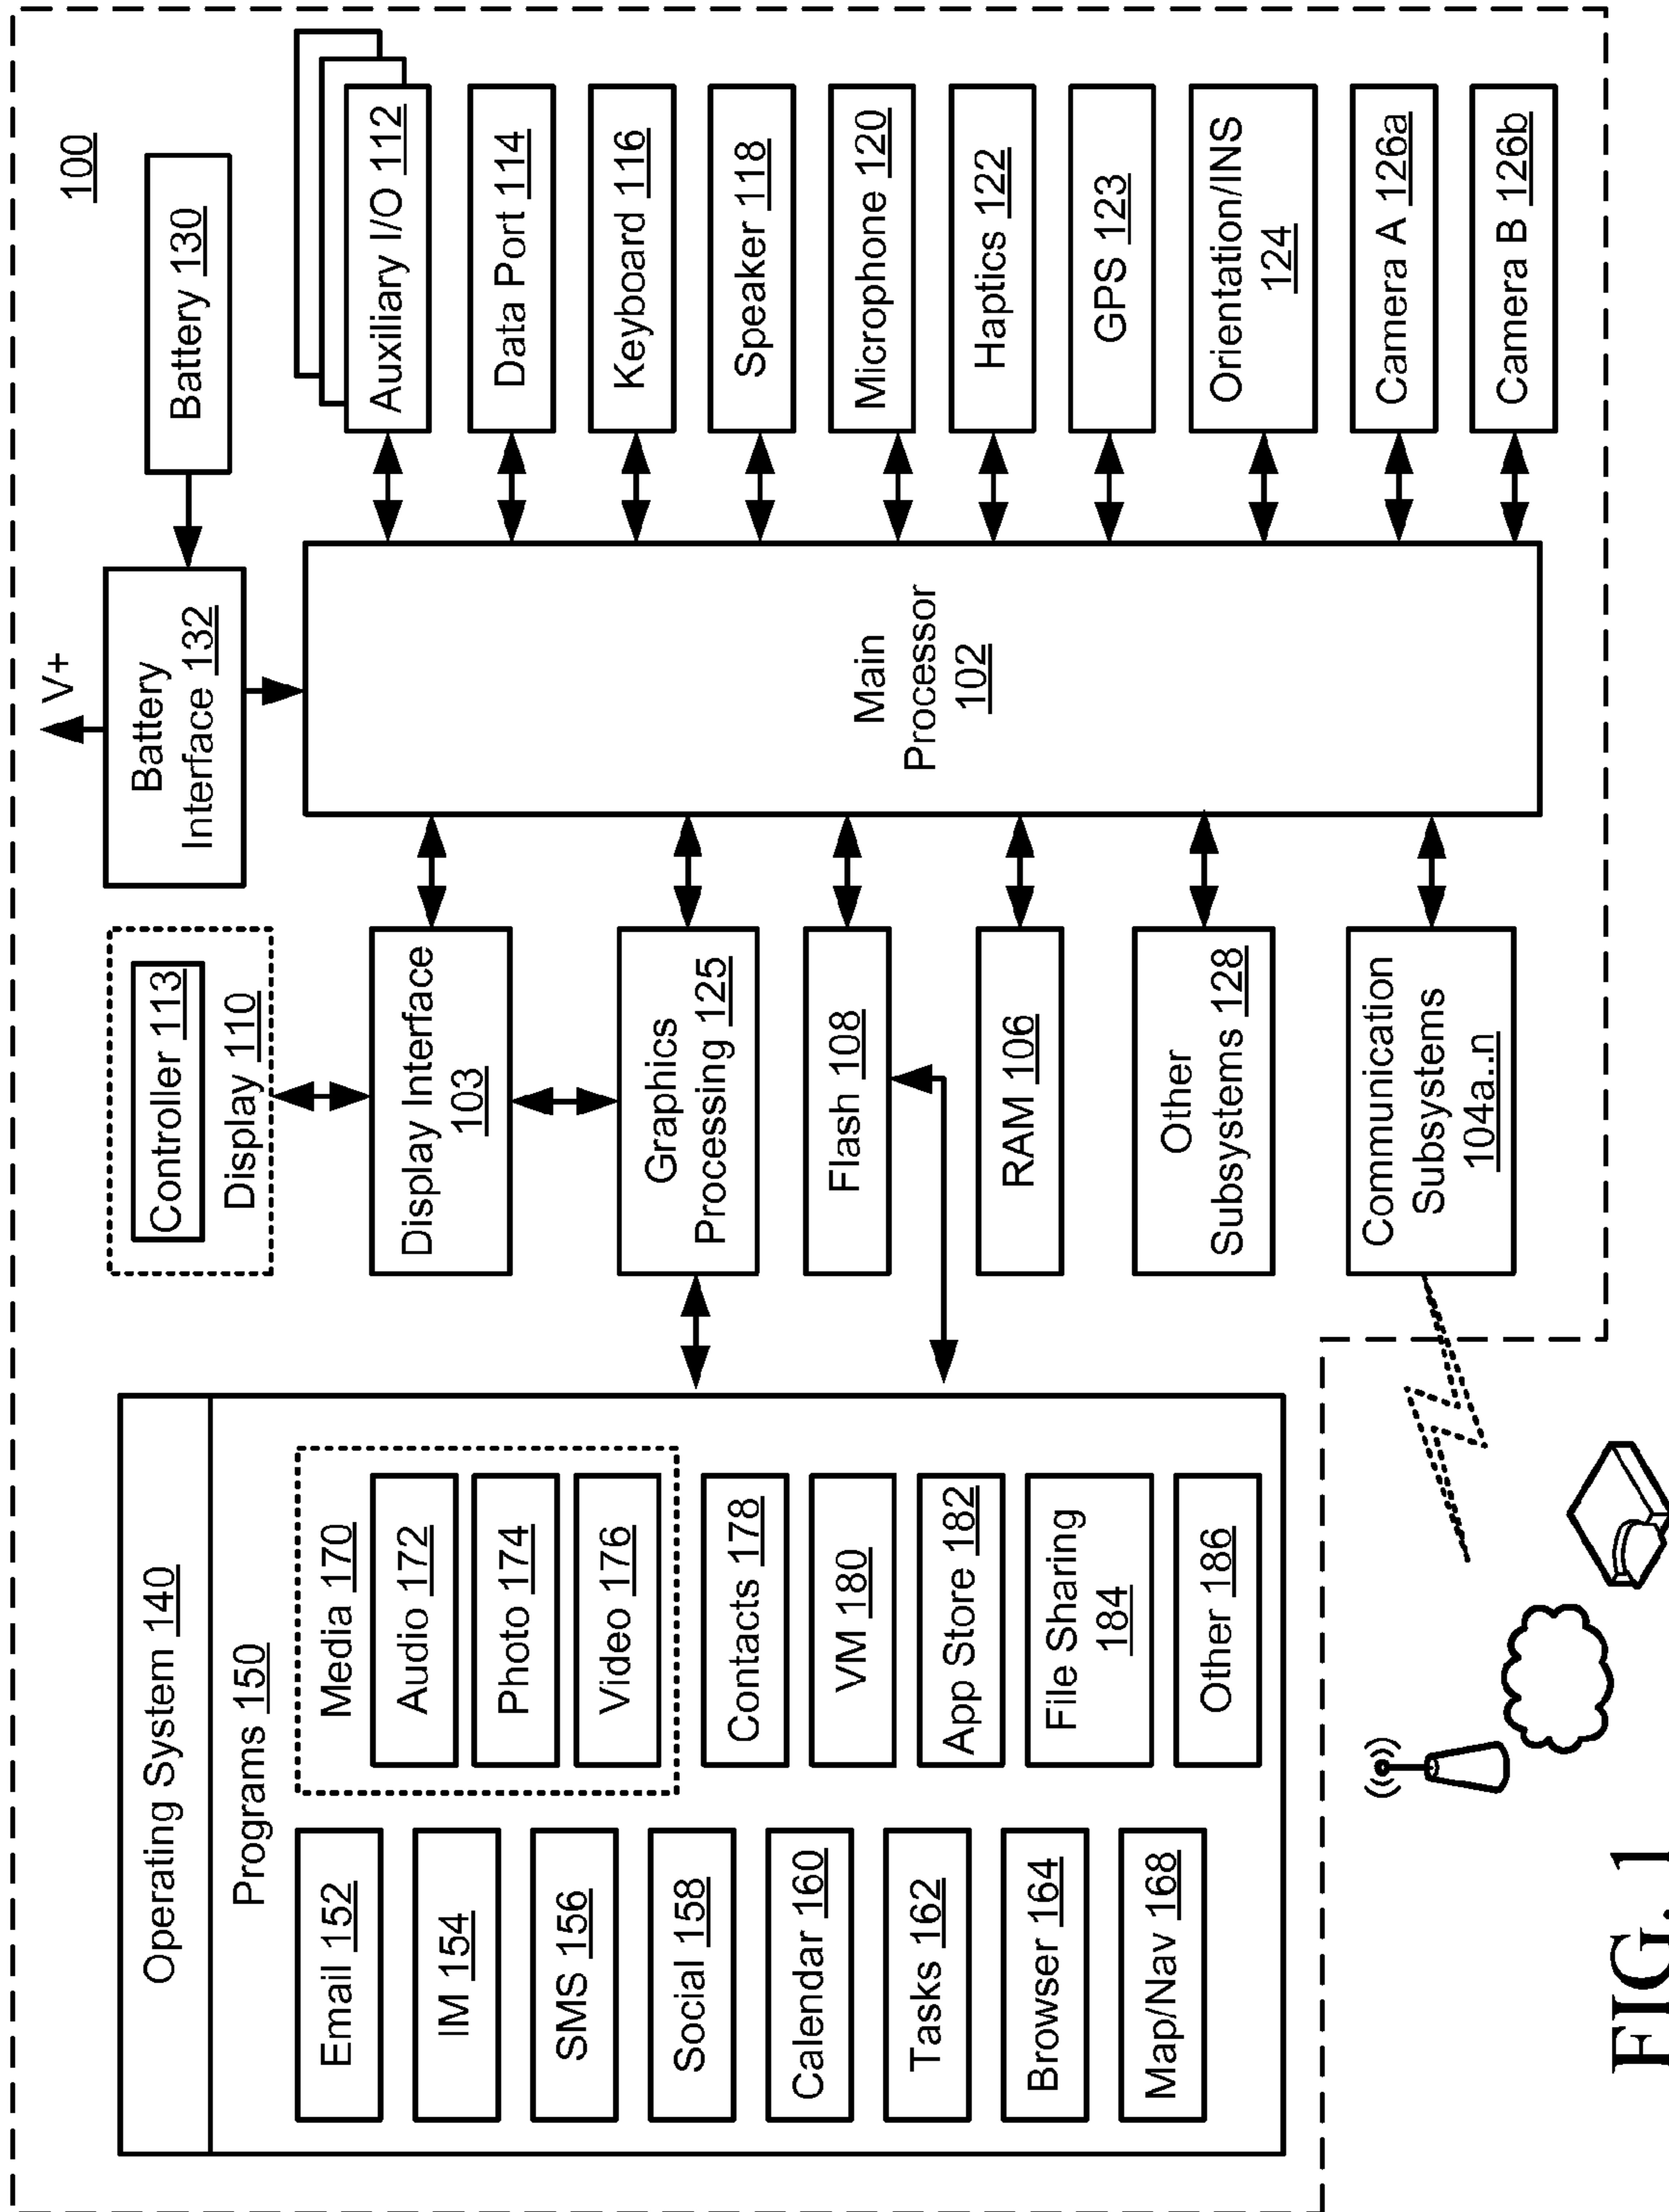 100
V+
Battery 130
Battery
Interface 132
Controller 113
Display 110
Display Interface
103
Graphics
Processing 125
Flash 108
RAM 106
Other
Subsystems 128
Communication
Subsystems
104a..n
Main
Processor
102
Auxiliary I/O 112
Data Port 114
Keyboard 116
Speaker 118
Microphone 120
Haptics 122
GPS 123
Orientation/INS
124
Camera A 126a
Camera B 126b
Operating System 140
Programs 150
Email 152
IM 154
SMS 156
Social 158
Calendar 160
Tasks 162
Browser 164
Map/Nav 168
Media 170
Audio 172
Photo 174
Video 176
Contacts 178
VM 180
App Store 182
File Sharing
184
Other 186
FIG. 1